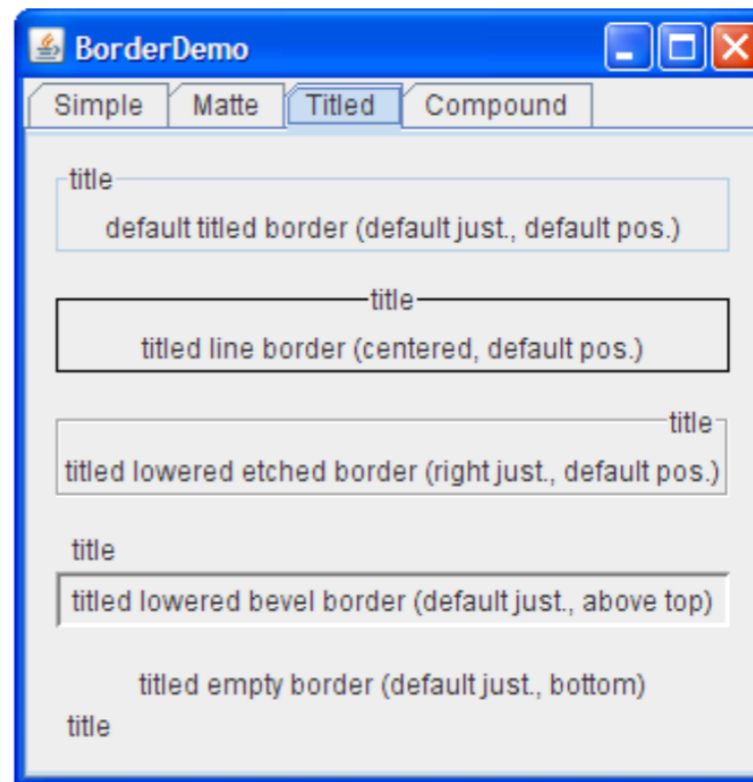 BorderDemo
Simple Matte Titled Compound
title
default titled border (default just., default pos.)
title
titled line border (centered, default pos.)
title
titled lowered etched border (right just., default pos.)
title
titled lowered bevel border (default just., above top)
titled empty border (default just., bottom)
title